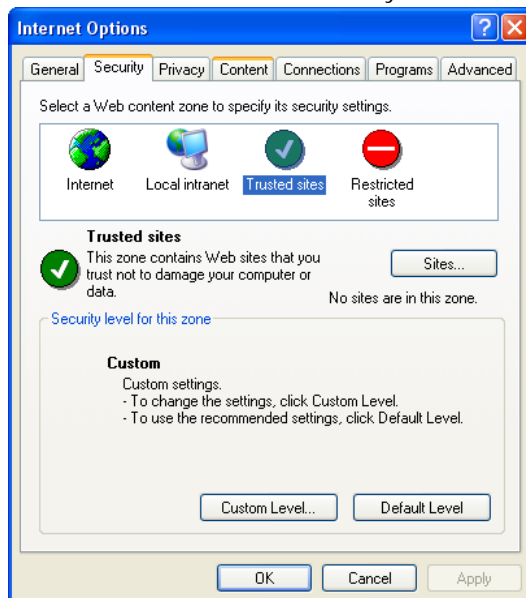 Internet Options
General Security Privacy Content Connections Programs Advanced
Select a Web content zone to specify its security settings.
Internet Local intranet Trusted sites Restricted
sites
Trusted sites
This zone contains Web sites that you
trust not to damage your computer or
data.
Sites...
No sites are in this zone.
Security level for this zone
Custom
Custom settings.
- To change the settings, click Custom Level.
- To use the recommended settings, click Default Level.
Custom Level... Default Level
OK Cancel Apply